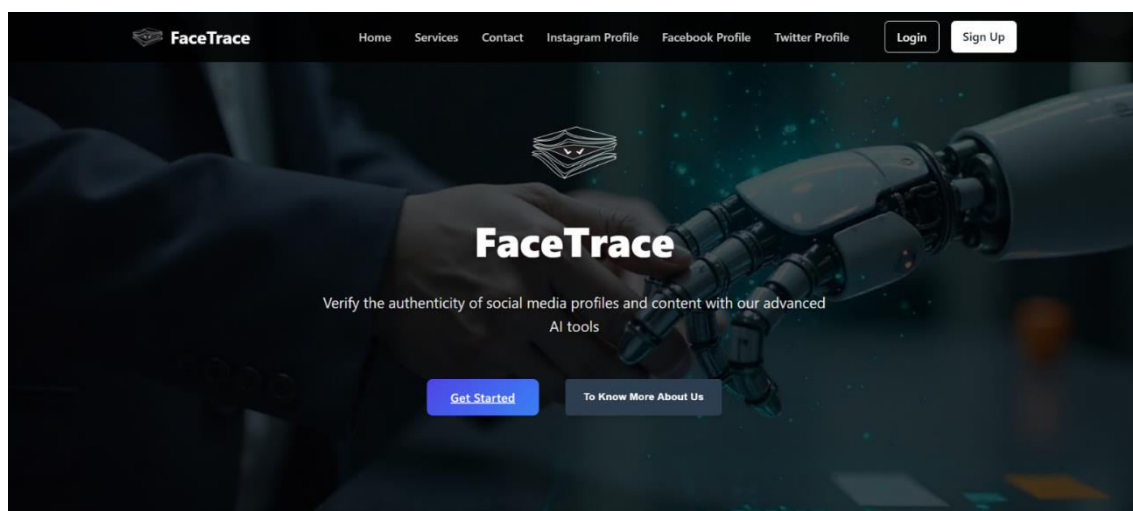 FaceTrace
Home Services Contact Instagram Profile Facebook Profile Twitter Profile Login Sign Up
FaceTrace
Verify the authenticity of social media profiles and content with our advanced
AI tools
Get Started To Know More About Us